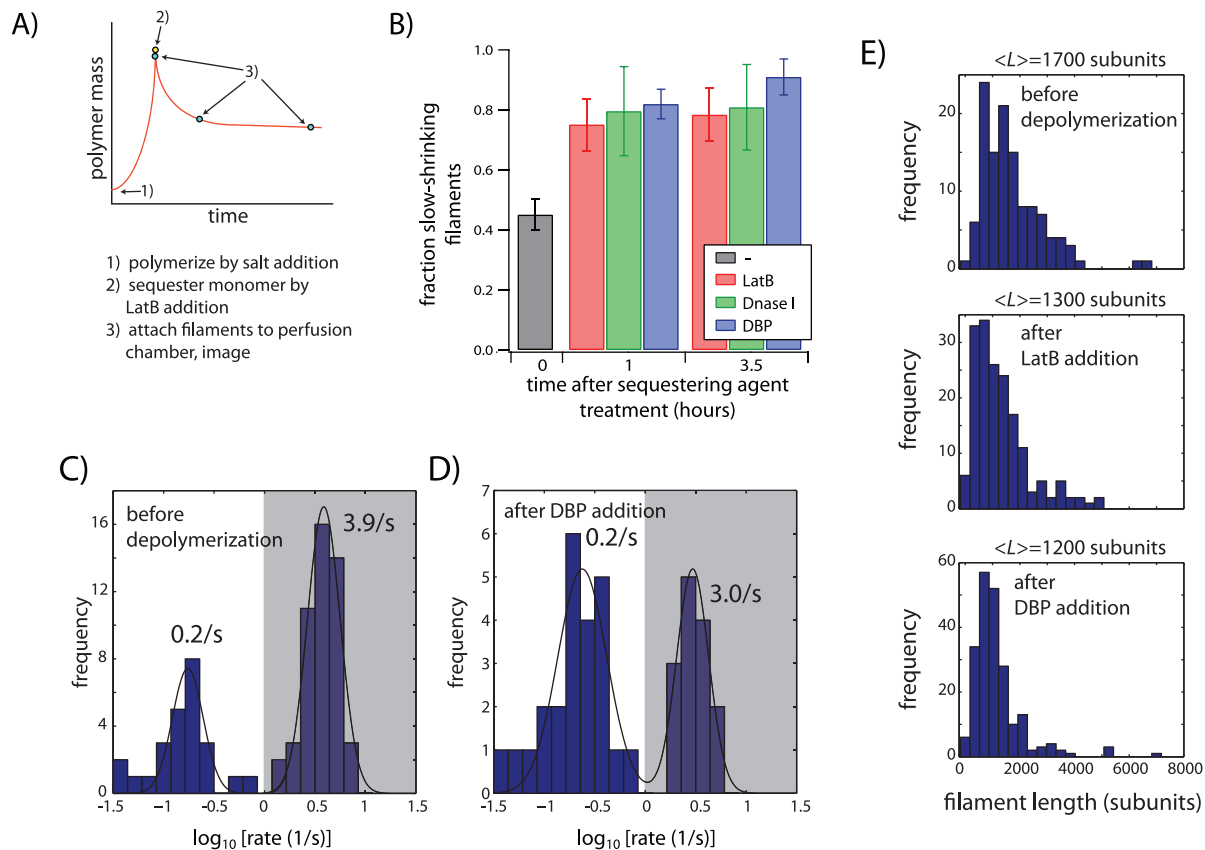 A)
2)
3)
1)
polymer mass
time
1) polymerize by salt addition
2) sequester monomer by
LatB addition
3) attach filaments to perfusion
chamber, image
B)
fraction slow-shrinking
filaments
1.0
0.8
0.6
0.4
0.2
0.0
-
LatB
Dnase I
DBP
0
1
3.5
time after sequestering agent
treatment (hours)
C)
before
depolymerization
3.9/s
0.2/s
frequency
16
12
8
4
0
-1.5
-1
-0.5
0
0.5
1
1.5
log10 [rate (1/s)]
D)
after DBP addition
0.2/s
3.0/s
frequency
7
6
5
4
3
2
1
0
-1.5
-1
-0.5
0
0.5
1
1.5
log10 [rate (1/s)]
E)
<L>=1700 subunits
before
depolymerization
frequency
20
10
0
<L>=1300 subunits
after
LatB addition
frequency
30
20
10
0
<L>=1200 subunits
after
DBP addition
frequency
60
40
20
0
0
2000
4000
6000
8000
filament length (subunits)